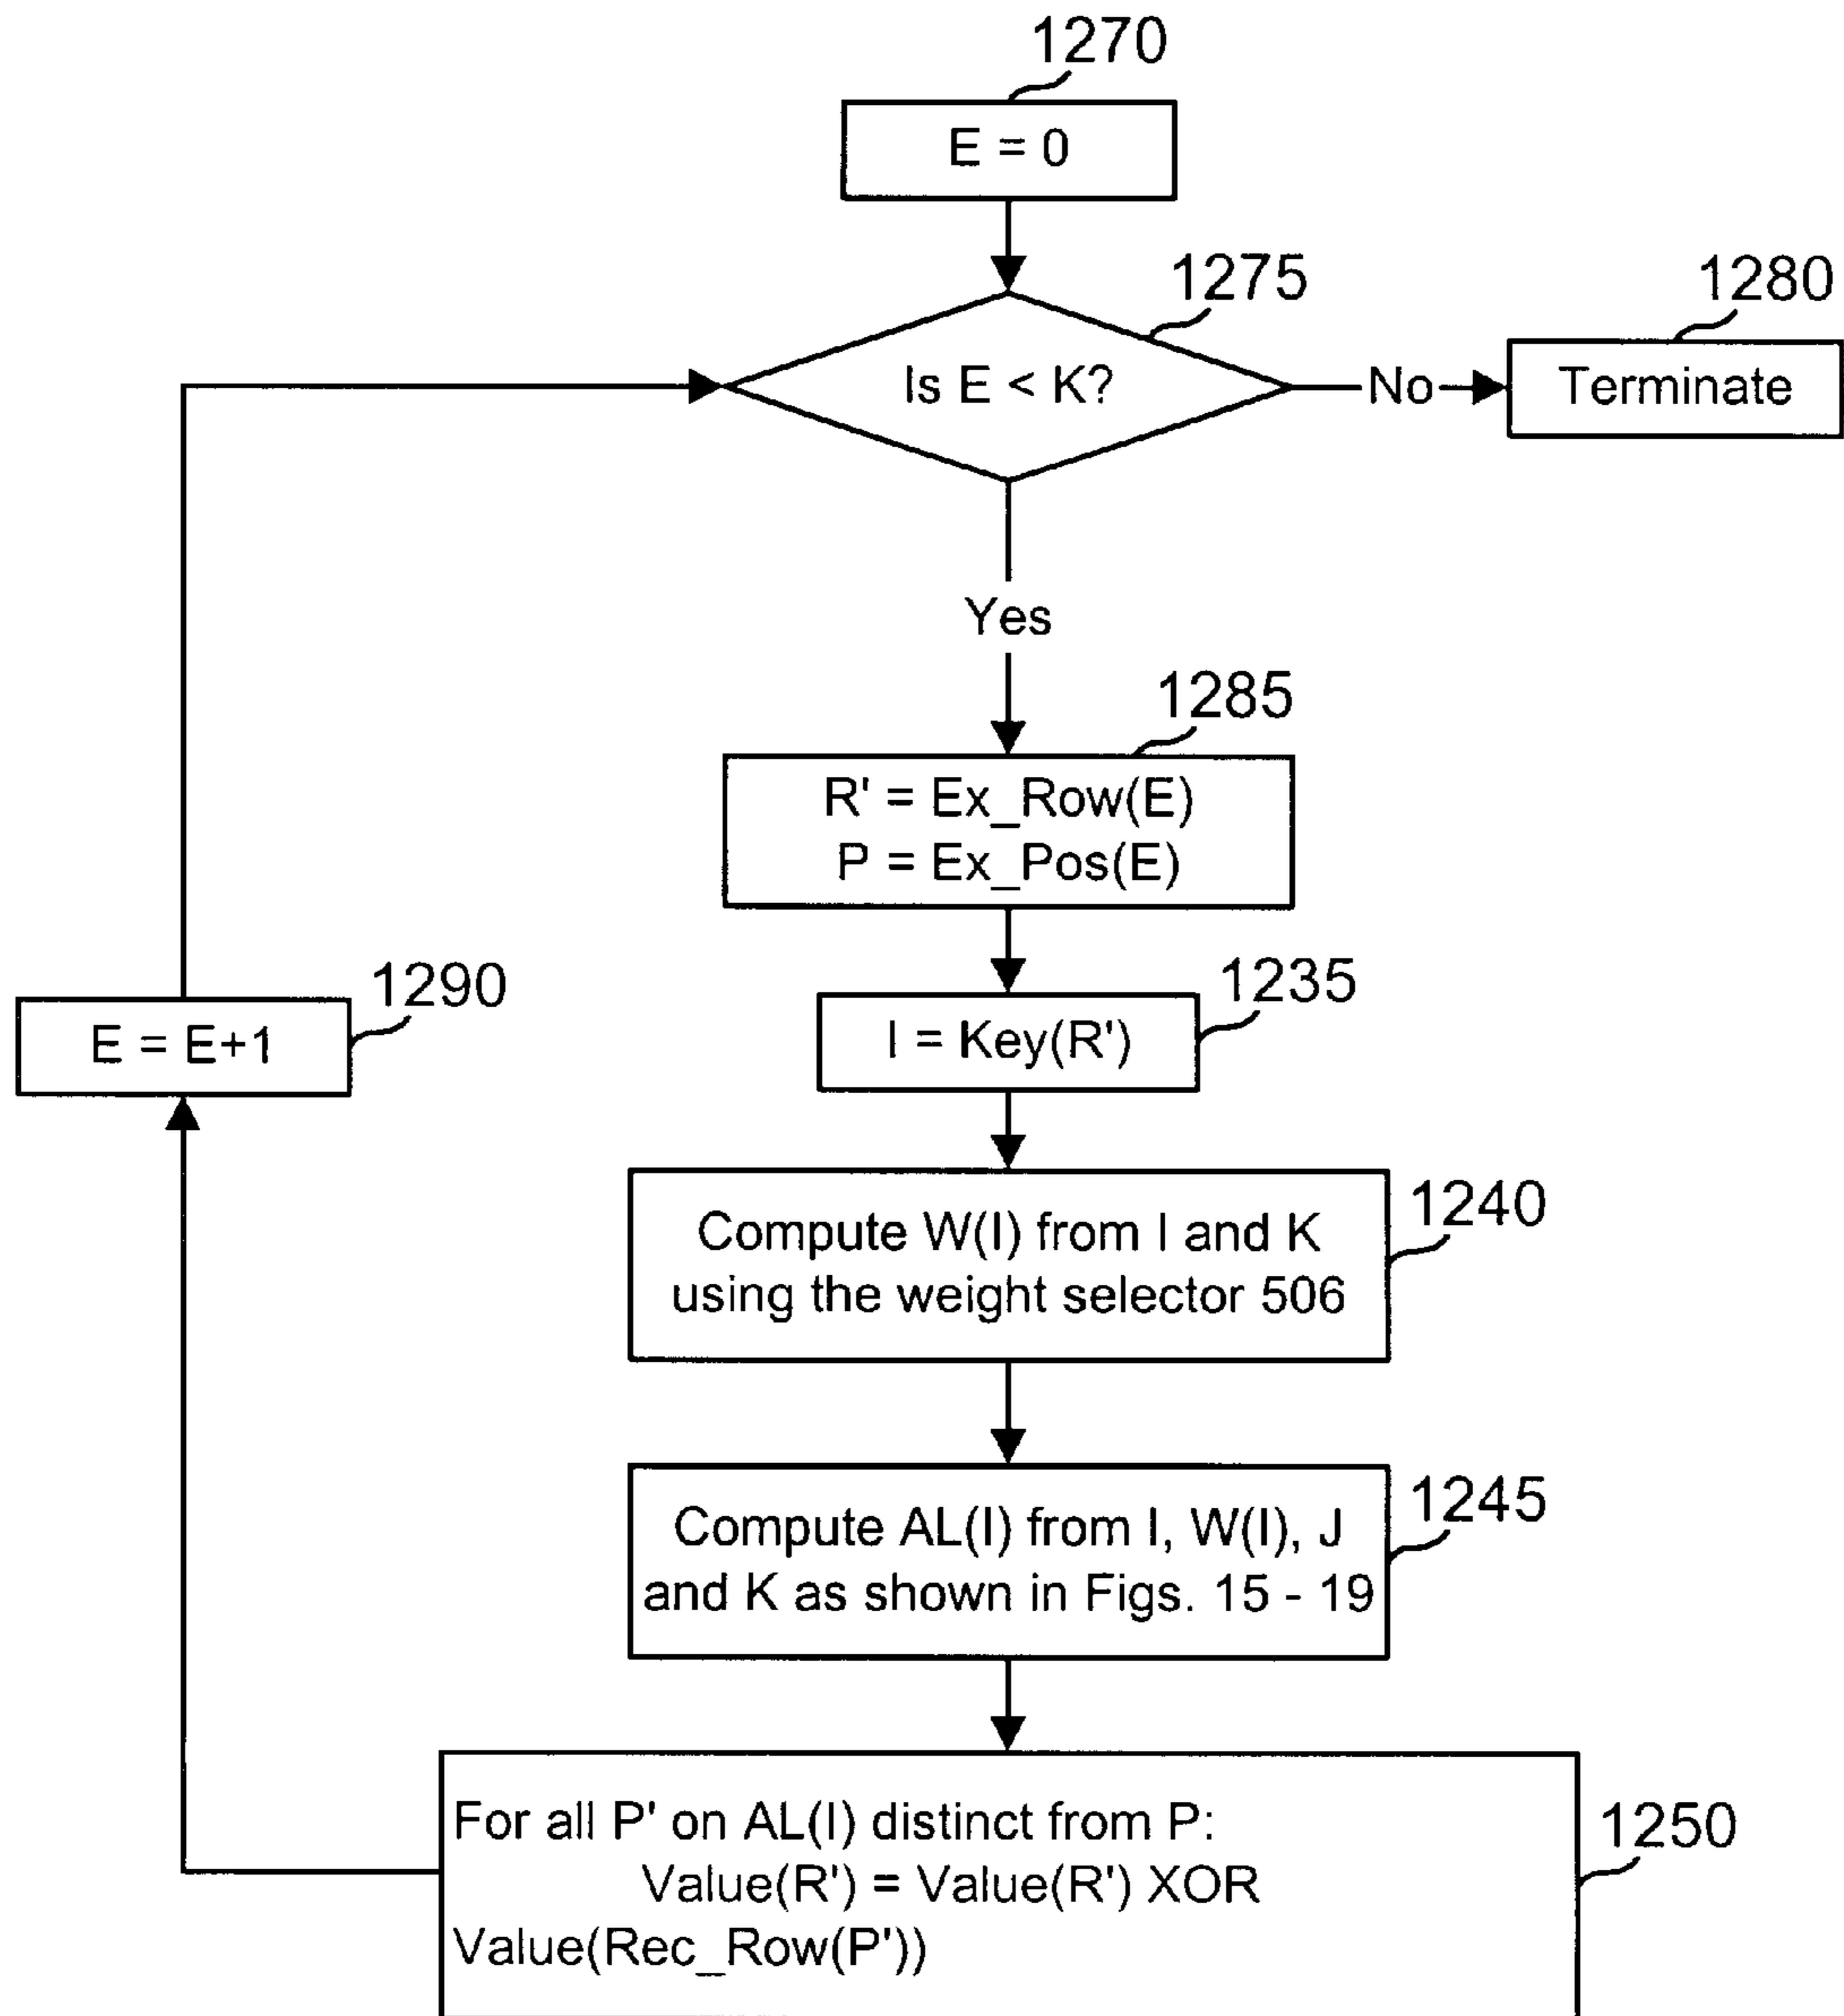 1270
E = 0
1275
1280
Is E < K?
No
Terminate
Yes
1285
R' = Ex_Row(E)
P = Ex_Pos(E)
1290
1235
E = E+1
I = Key(R')
1240
Compute W(I) from I and K
using the weight selector 506
1245
Compute AL(I) from I, W(I), J
and K as shown in Figs. 15 - 19
1250
For all P' on AL(I) distinct from P:
Value(R') = Value(R') XOR
Value(Rec_Row(P'))